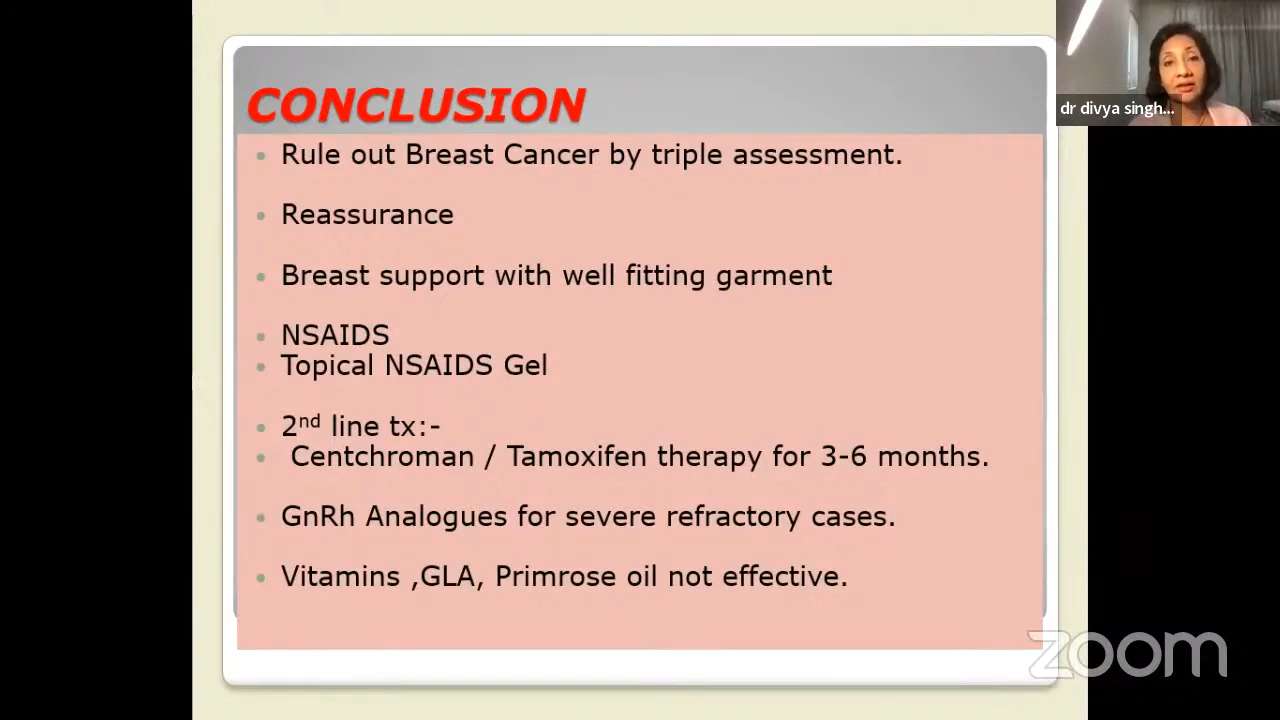 CONCLUSION
Rule out Breast Cancer by triple assessment.
Reassurance
Breast support with well fitting garment
NSAIDS
Topical NSAIDS Gel
2nd line tx:-
Centchroman / Tamoxifen therapy for 3-6 months.
GnRh Analogues for severe refractory cases.
Vitamins ,GLA, Primrose oil not effective.
dr divya singh...
zoom